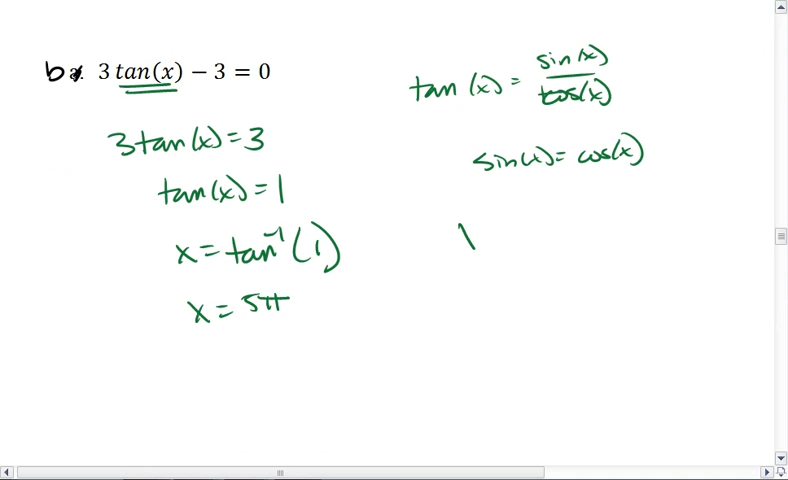 b. 3 tan(x) − 3 = 0
3tan(x) = 3
tan(x) = 1
x = tan⁻¹(1)
x = 5π
tan(x) = sin(x)/cos(x)
sin(x) = cos(x)
\